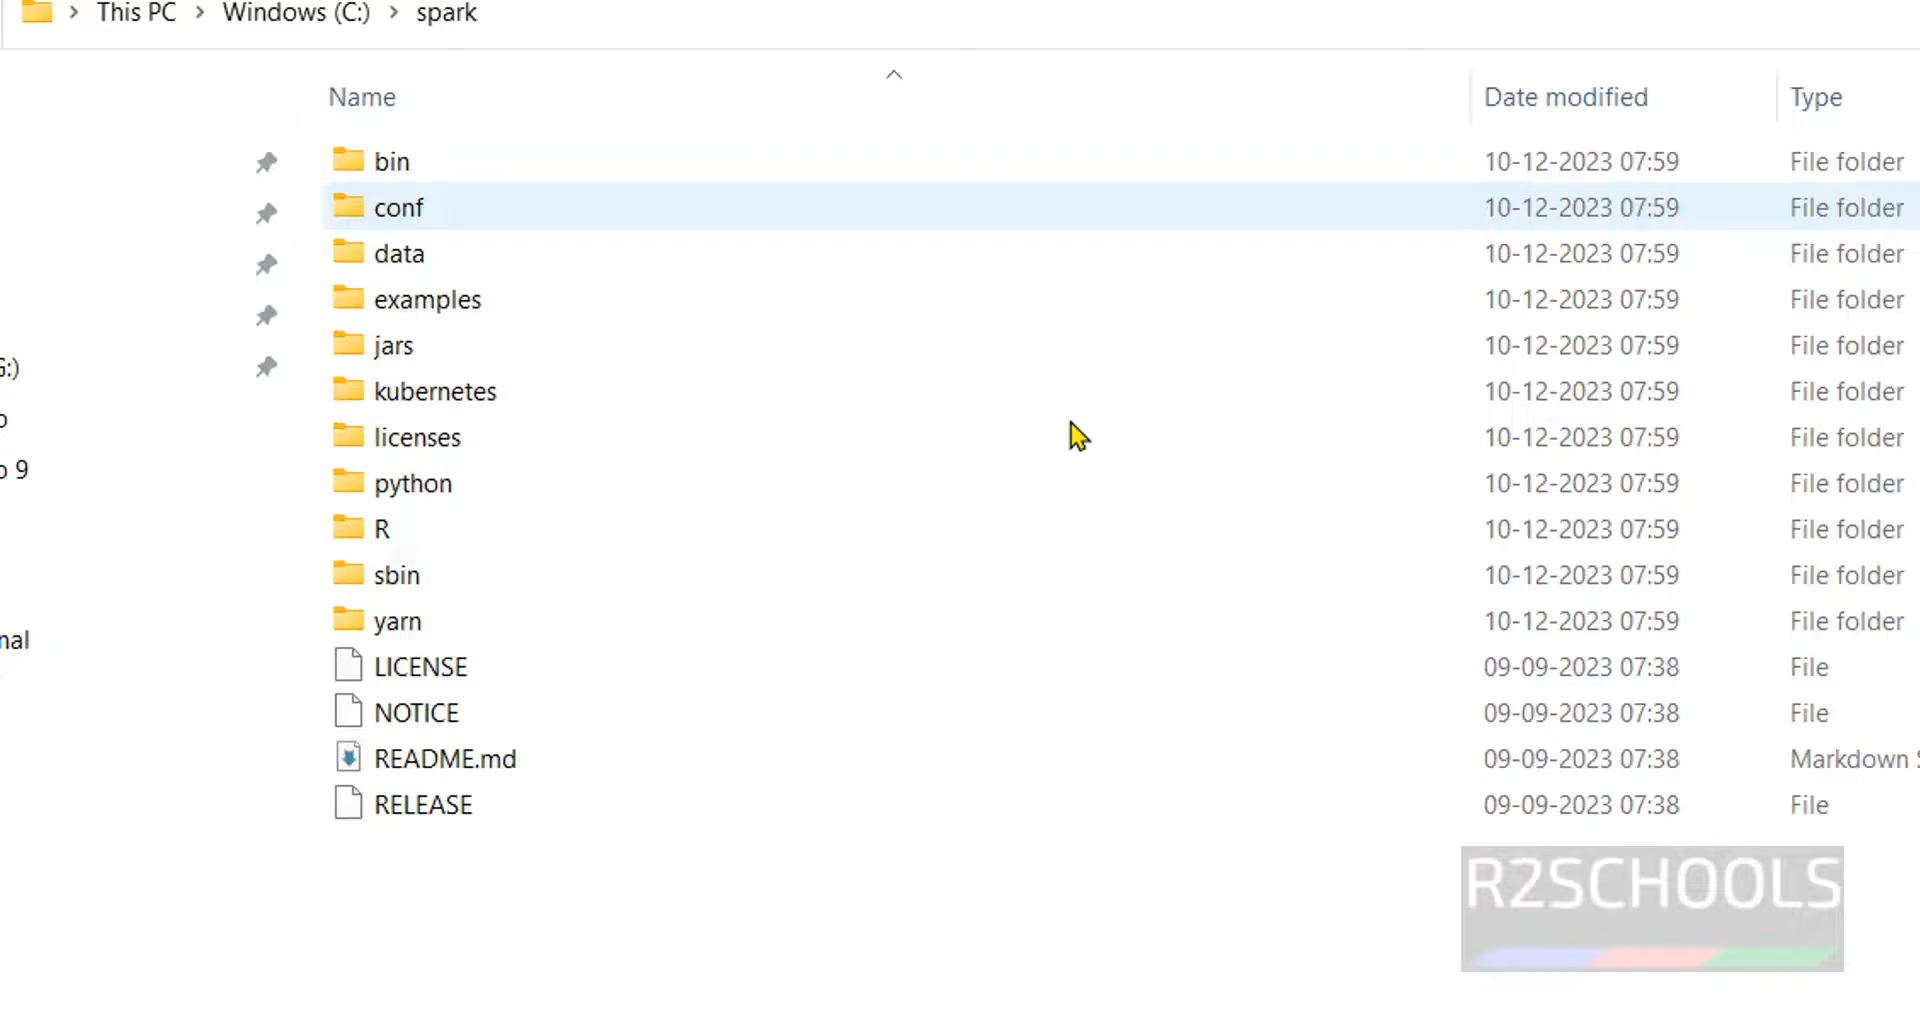 This PC > Windows (C:) > spark
Name Date modified Type
bin 10-12-2023 07:59 File folder
conf 10-12-2023 07:59 File folder
data 10-12-2023 07:59 File folder
examples 10-12-2023 07:59 File folder
jars 10-12-2023 07:59 File folder
G:)
kubernetes 10-12-2023 07:59 File folder
licenses 10-12-2023 07:59 File folder
9
python 10-12-2023 07:59 File folder
R 10-12-2023 07:59 File folder
sbin 10-12-2023 07:59 File folder
yarn 10-12-2023 07:59 File folder
nal
LICENSE 09-09-2023 07:38 File
NOTICE 09-09-2023 07:38 File
README.md 09-09-2023 07:38 Markdown S
RELEASE 09-09-2023 07:38 File
R2SCHOOLS